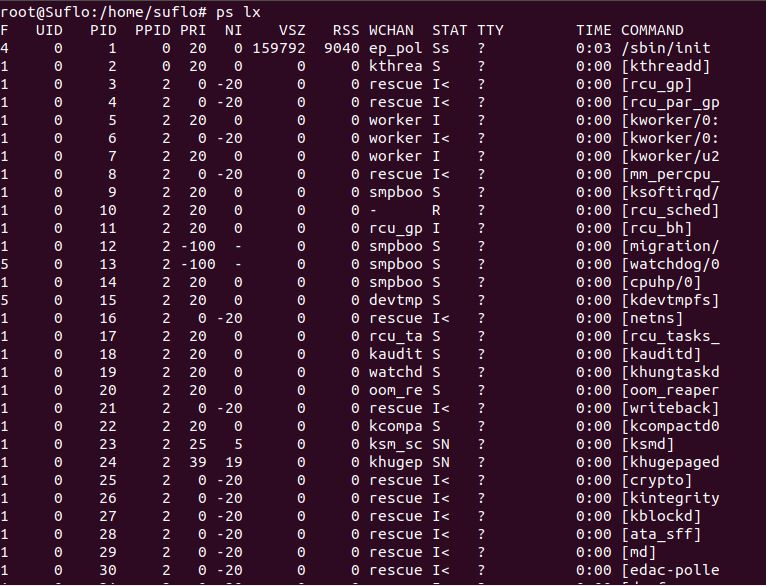 root@Suflo:/home/suflo# ps lx
F   UID   PID  PPID PRI  NI    VSZ   RSS WCHAN  STAT TTY        TIME COMMAND
4     0     1     0  20   0 159792  9040 ep_pol Ss   ?          0:03 /sbin/init
1     0     2     0  20   0      0     0 kthrea S    ?          0:00 [kthreadd]
1     0     3     2   0 -20      0     0 rescue I<   ?          0:00 [rcu_gp]
1     0     4     2   0 -20      0     0 rescue I<   ?          0:00 [rcu_par_gp
1     0     5     2  20   0      0     0 worker I    ?          0:00 [kworker/0:
1     0     6     2   0 -20      0     0 worker I<   ?          0:00 [kworker/0:
1     0     7     2  20   0      0     0 worker I    ?          0:00 [kworker/u2
1     0     8     2   0 -20      0     0 rescue I<   ?          0:00 [mm_percpu_
1     0     9     2  20   0      0     0 smpboo S    ?          0:00 [ksoftirqd/
1     0    10     2  20   0      0     0 -      R    ?          0:00 [rcu_sched]
1     0    11     2  20   0      0     0 rcu_gp I    ?          0:00 [rcu_bh]
1     0    12     2 -100  -      0     0 smpboo S    ?          0:00 [migration/
5     0    13     2 -100  -      0     0 smpboo S    ?          0:00 [watchdog/0
1     0    14     2  20   0      0     0 smpboo S    ?          0:00 [cpuhp/0]
5     0    15     2  20   0      0     0 devtmp S    ?          0:00 [kdevtmpfs]
1     0    16     2   0 -20      0     0 rescue I<   ?          0:00 [netns]
1     0    17     2  20   0      0     0 rcu_ta S    ?          0:00 [rcu_tasks_
1     0    18     2  20   0      0     0 kaudit S    ?          0:00 [kauditd]
1     0    19     2  20   0      0     0 watchd S    ?          0:00 [khungtaskd
1     0    20     2  20   0      0     0 oom_re S    ?          0:00 [oom_reaper
1     0    21     2   0 -20      0     0 rescue I<   ?          0:00 [writeback]
1     0    22     2  20   0      0     0 kcompa S    ?          0:00 [kcompactd0
1     0    23     2  25   5      0     0 ksm_sc SN   ?          0:00 [ksmd]
1     0    24     2  39  19      0     0 khugep SN   ?          0:00 [khugepaged
1     0    25     2   0 -20      0     0 rescue I<   ?          0:00 [crypto]
1     0    26     2   0 -20      0     0 rescue I<   ?          0:00 [kintegrity
1     0    27     2   0 -20      0     0 rescue I<   ?          0:00 [kblockd]
1     0    28     2   0 -20      0     0 rescue I<   ?          0:00 [ata_sff]
1     0    29     2   0 -20      0     0 rescue I<   ?          0:00 [md]
1     0    30     2   0 -20      0     0 rescue I<   ?          0:00 [edac-polle